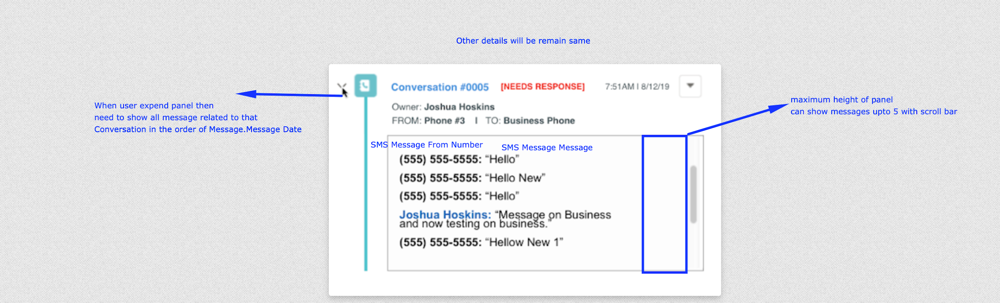 Other details will be remain same
Conversation #0005 [NEEDS RESPONSE] 7:51AM I 8/12/19
Owner: Joshua Hoskins
FROM: Phone #3 I TO: Business Phone
When user expend panel then
need to show all message related to that
Conversation in the order of Message.Message Date
maximum height of panel
can show messages upto 5 with scroll bar
SMS Message From Number SMS Message Message
(555) 555-5555: “Hello”
(555) 555-5555: “Hello New”
(555) 555-5555: “Hello”
Joshua Hoskins: “Message on Business
and now testing on business.”
(555) 555-5555: “Hellow New 1”